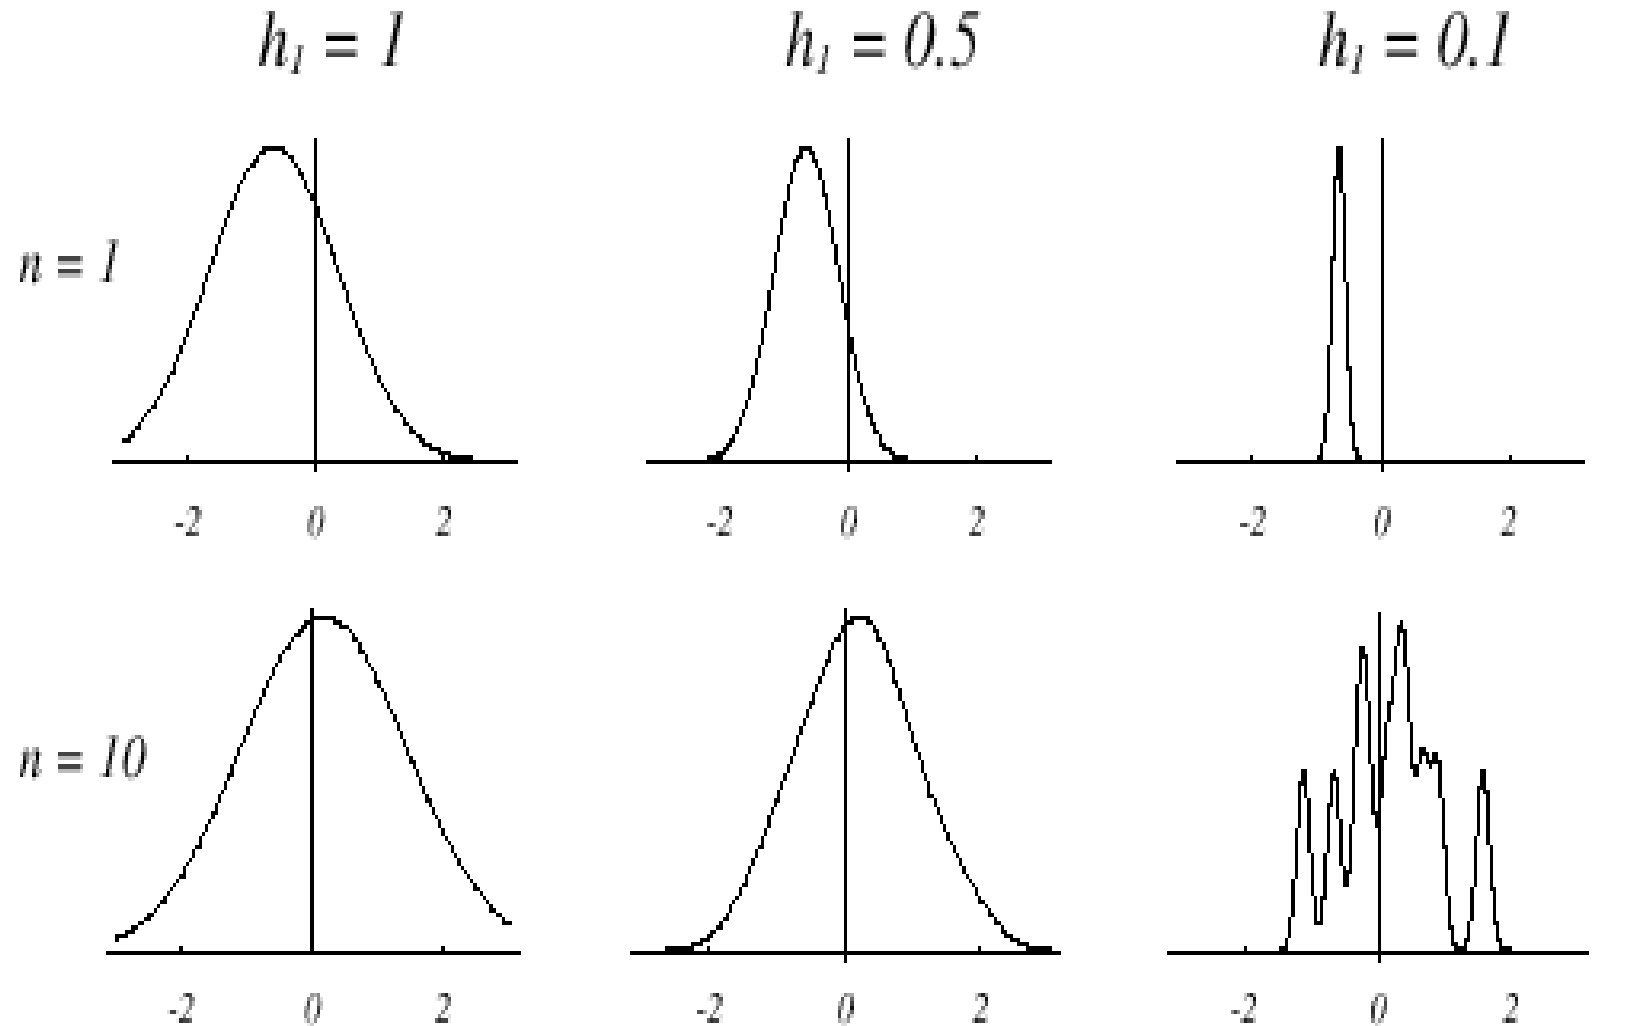 h₁ = 1 h₁ = 0.5 h₁ = 0.1
n = 1
-2 0 2 -2 0 2 -2 0 2
n = 10
-2 0 2 -2 0 2 -2 0 2